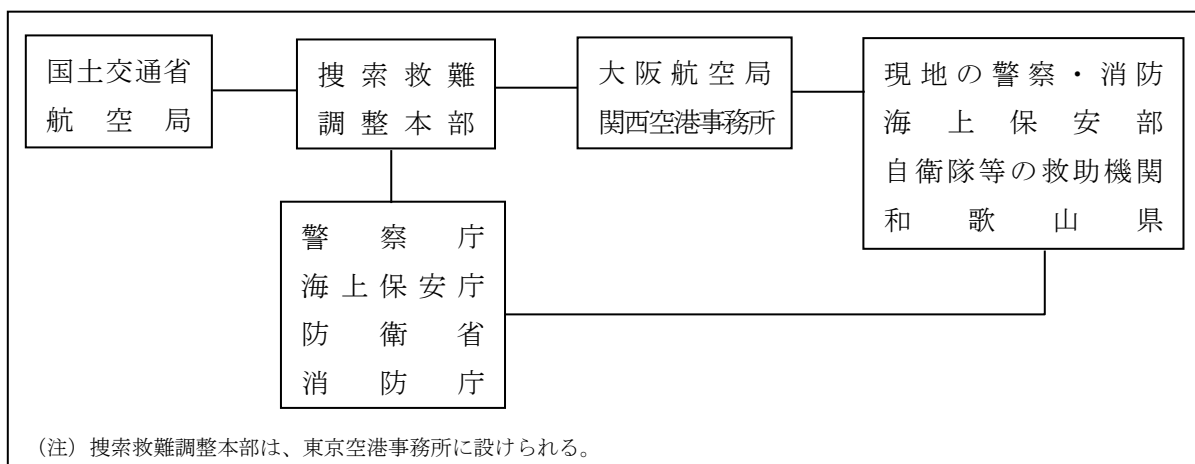 国土交通省
航空局
捜索救難
調整本部
大阪航空局
関西空港事務所
現地の警察・消防
海上保安部
自衛隊等の救助機関
和歌山県
警察庁
海上保安庁
防衛省
消防庁
（注）捜索救難調整本部は、東京空港事務所に設けられる。